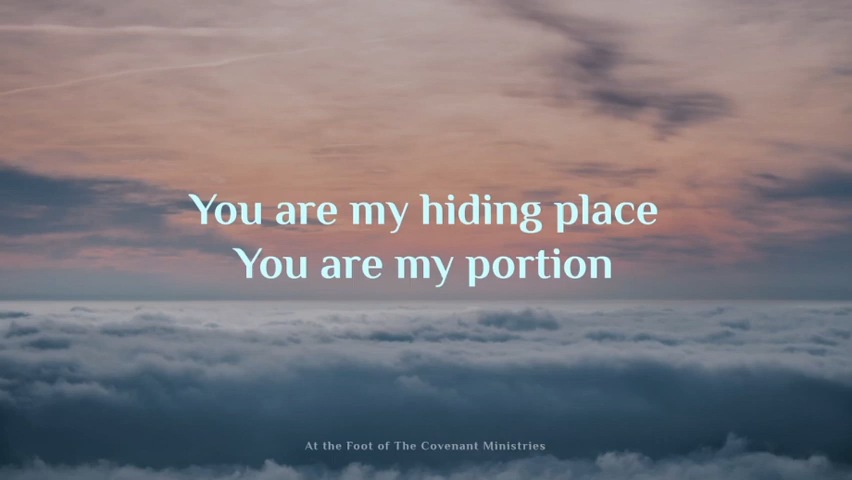 You are my hiding place
You are my portion
At the Foot of The Covenant Ministries